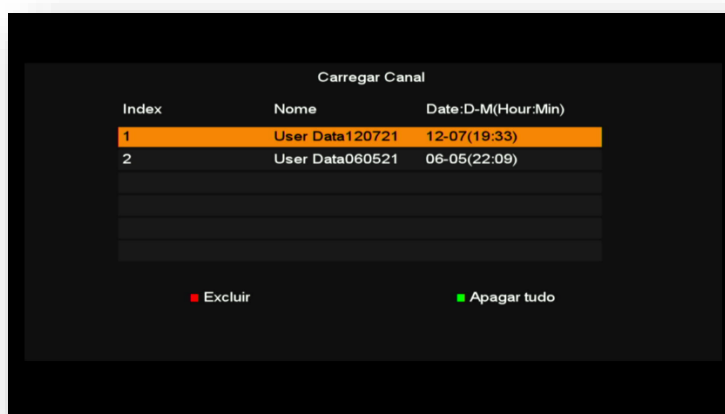 Carregar Canal
Index Nome Date:D-M(Hour:Min)
1 User Data120721 12-07(19:33)
2 User Data060521 06-05(22:09)
Excluir Apagar tudo